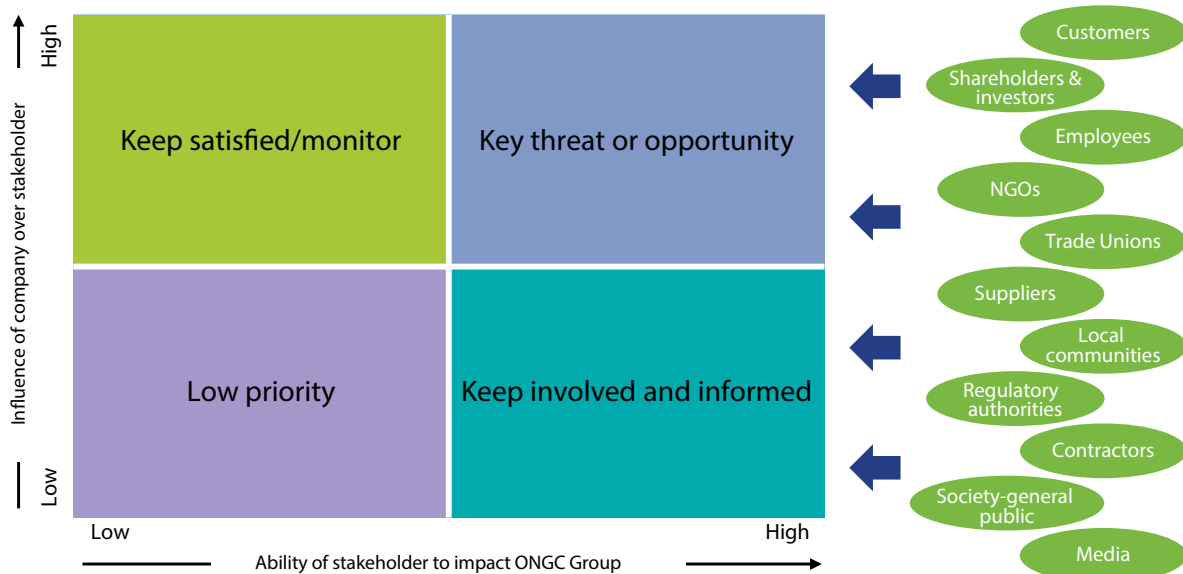 High
Influence of company over stakeholder
Low
Keep satisfied/monitor
Key threat or opportunity
Low priority
Keep involved and informed
Low
High
Ability of stakeholder to impact ONGC Group
Customers
Shareholders &
investors
Employees
NGOs
Trade Unions
Suppliers
Local
communities
Regulatory
authorities
Contractors
Society-general
public
Media